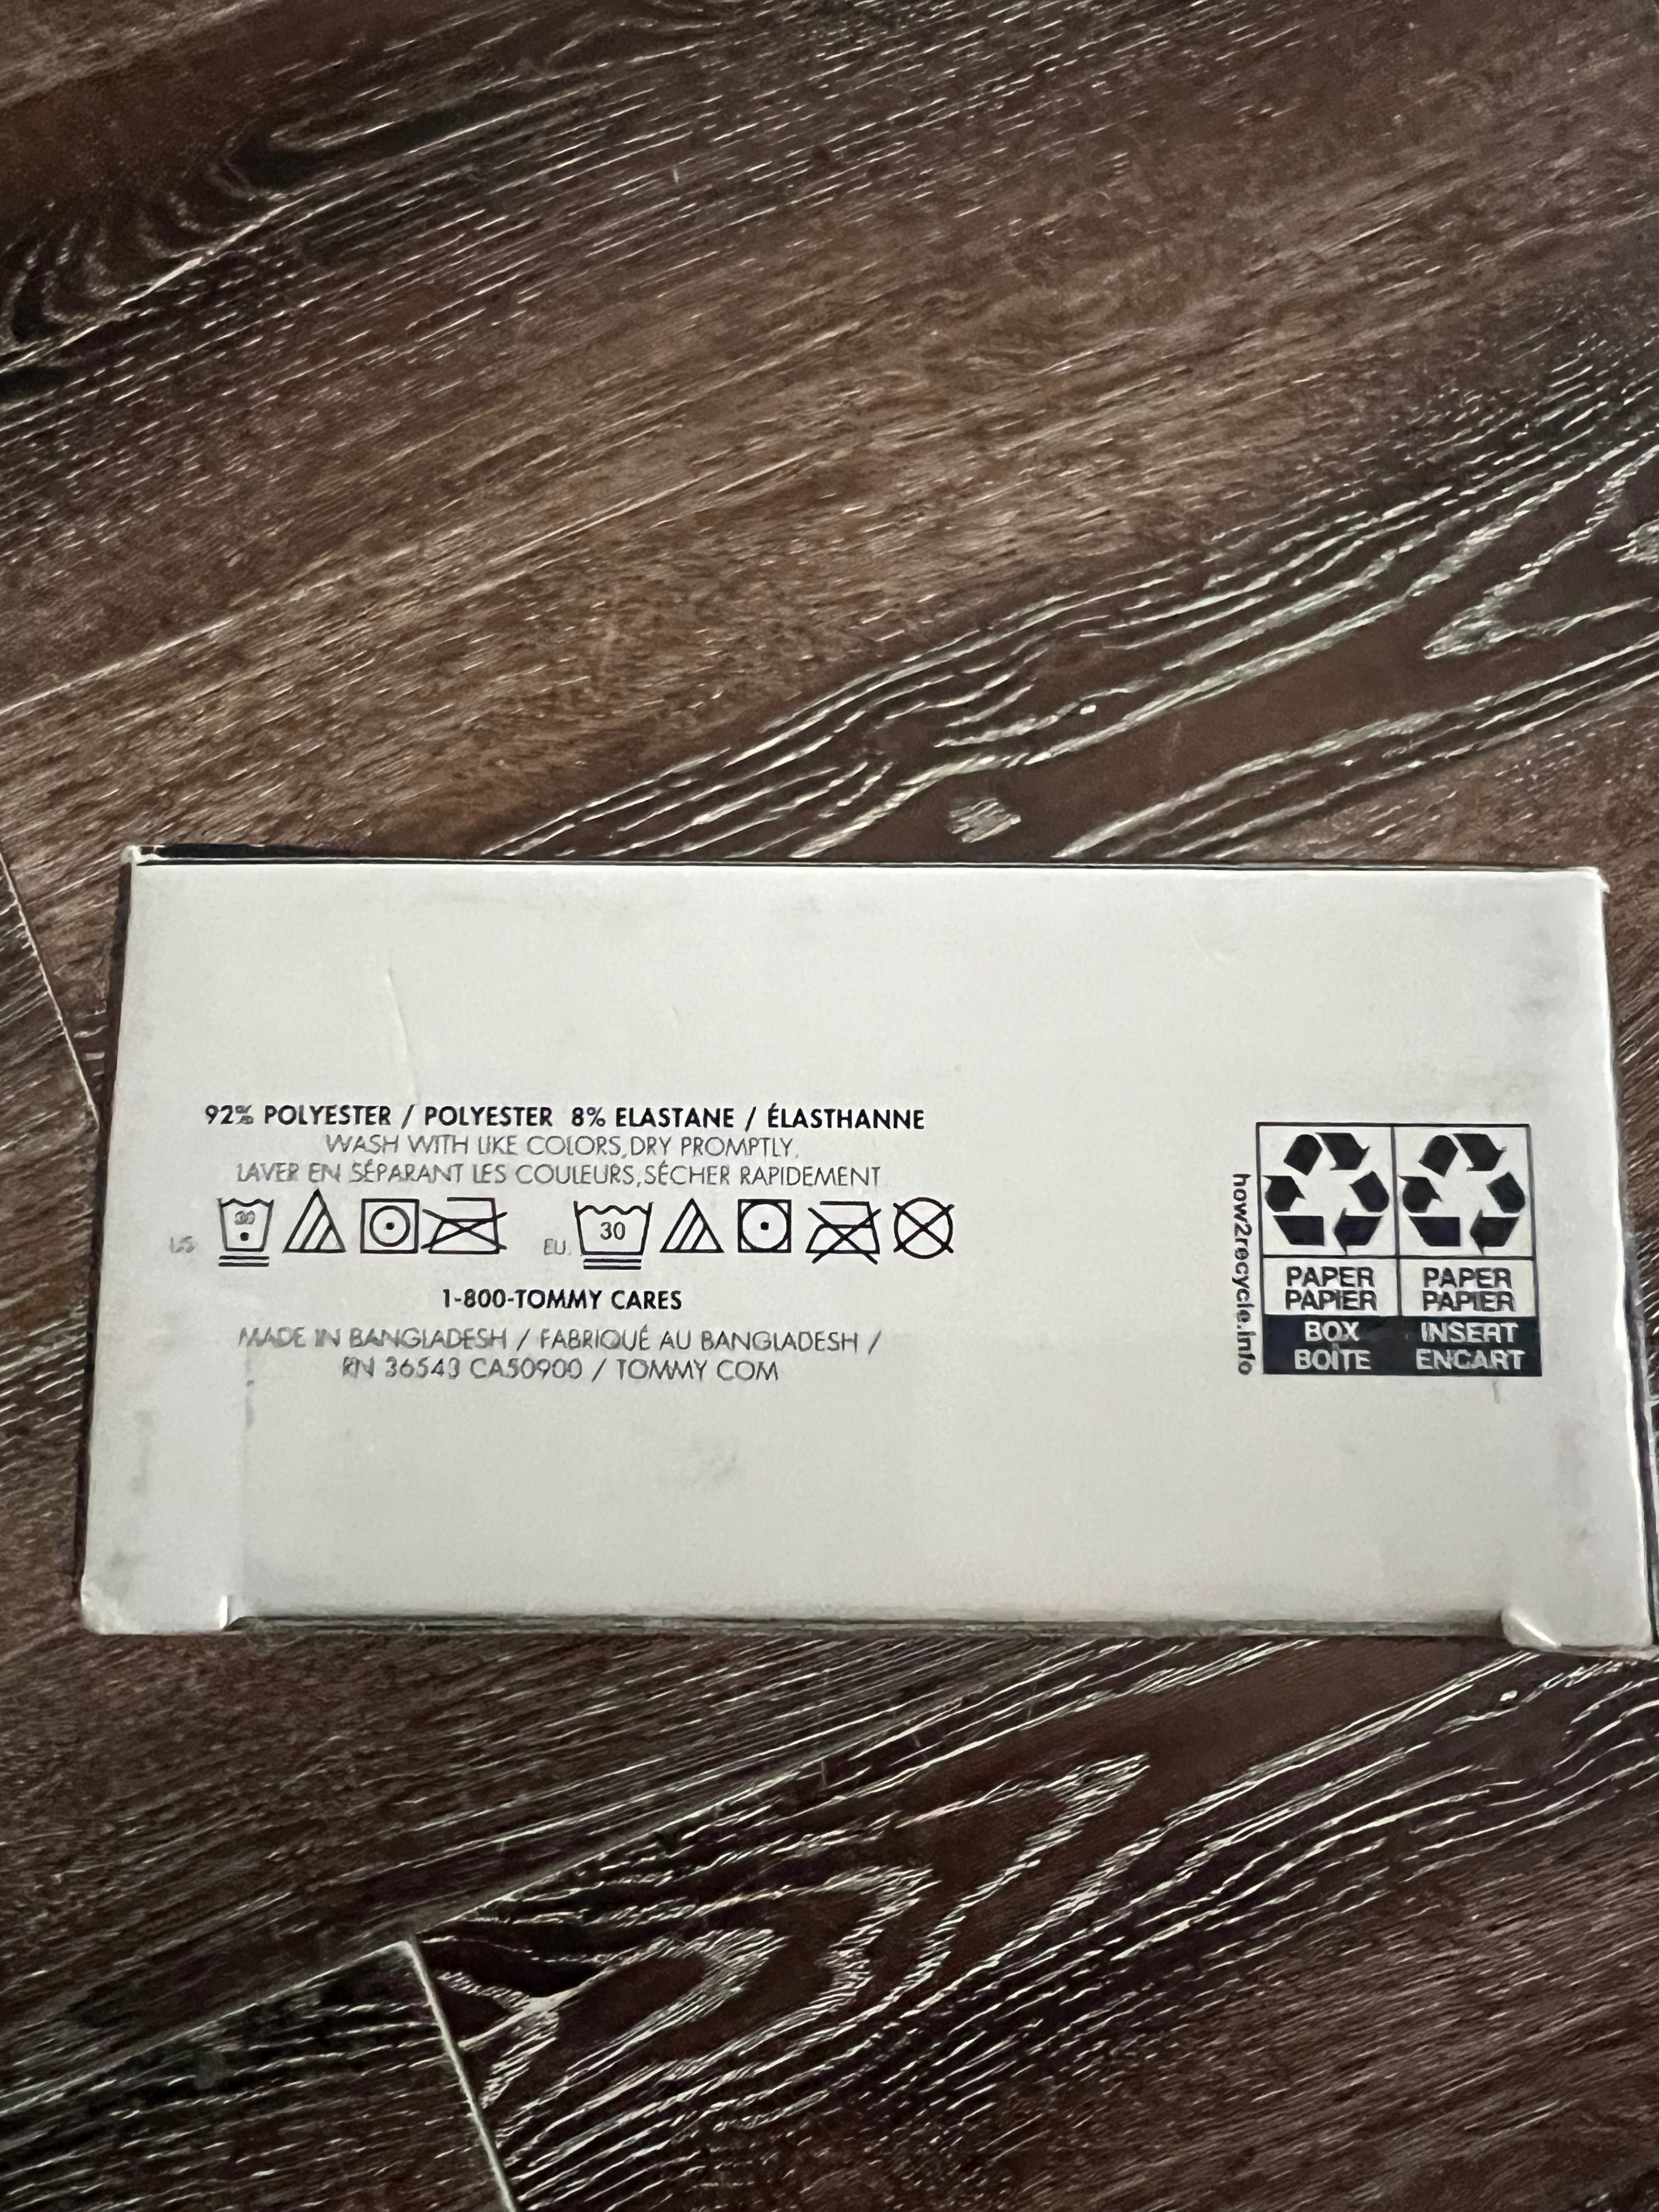 92% POLYESTER / POLYESTER 8% ELASTANE / ÉLASTHANNE
WASH WITH LIKE COLORS,DRY PROMPTLY.
LAVER EN SÉPARANT LES COULEURS,SÉCHER RAPIDEMENT
US 30 EU 30
1-800-TOMMY CARES
MADE IN BANGLADESH / FABRIQUÉ AU BANGLADESH /
RN 36543 CA50900 / TOMMY.COM
how2recycle.info
PAPER PAPER
PAPIER PAPIER
BOX INSERT
BOÎTE ENCART